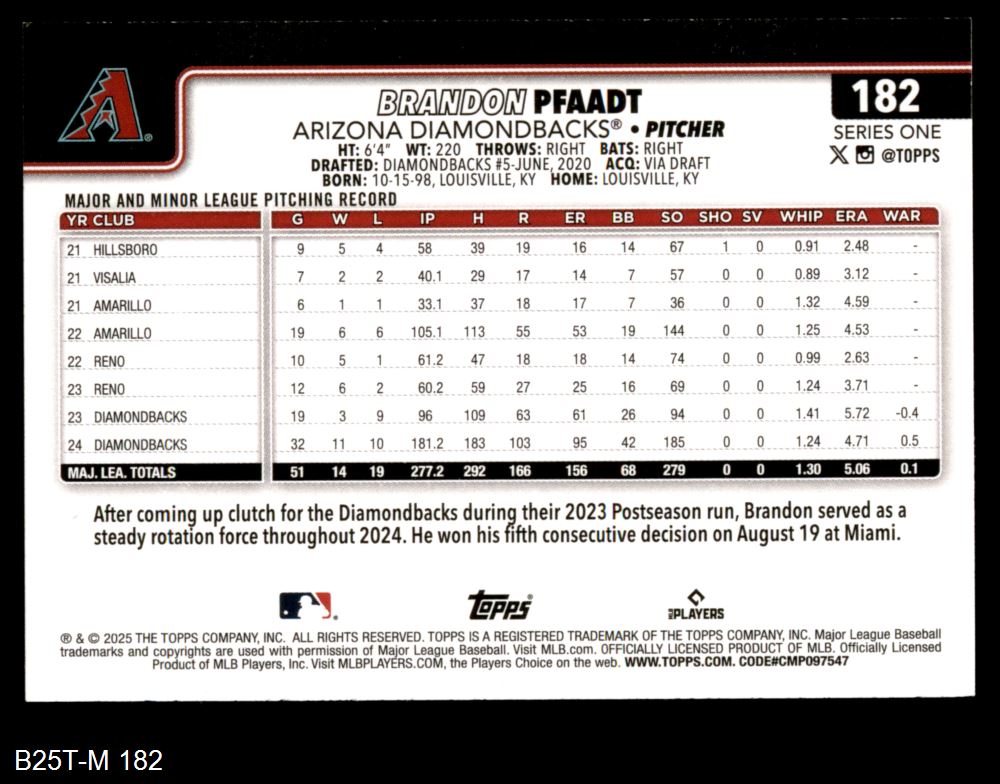 182
BRANDON PFAADT
ARIZONA DIAMONDBACKS® • PITCHER
SERIES ONE
@TOPPS
HT: 6'4" WT: 220 THROWS: RIGHT BATS: RIGHT
DRAFTED: DIAMONDBACKS #5-JUNE, 2020 ACQ: VIA DRAFT
BORN: 10-15-98, LOUISVILLE, KY HOME: LOUISVILLE, KY
MAJOR AND MINOR LEAGUE PITCHING RECORD
YR CLUB G W L IP H R ER BB SO SHO SV WHIP ERA WAR
21 HILLSBORO 9 5 4 58 39 19 16 14 67 1 0 0.91 2.48 -
21 VISALIA 7 2 2 40.1 29 17 14 7 57 0 0 0.89 3.12 -
21 AMARILLO 6 1 1 33.1 37 18 17 7 36 0 0 1.32 4.59 -
22 AMARILLO 19 6 6 105.1 113 55 53 19 144 0 0 1.25 4.53 -
22 RENO 10 5 1 61.2 47 18 18 14 74 0 0 0.99 2.63 -
23 RENO 12 6 2 60.2 59 27 25 16 69 0 0 1.24 3.71 -
23 DIAMONDBACKS 19 3 9 96 109 63 61 26 94 0 0 1.41 5.72 -0.4
24 DIAMONDBACKS 32 11 10 181.2 183 103 95 42 185 0 0 1.24 4.71 0.5
MAJ. LEA. TOTALS 51 14 19 277.2 292 166 156 68 279 0 0 1.30 5.06 0.1
After coming up clutch for the Diamondbacks during their 2023 Postseason run, Brandon served as a
steady rotation force throughout 2024. He won his fifth consecutive decision on August 19 at Miami.
Topps
MLB PLAYERS
® & © 2025 THE TOPPS COMPANY, INC. ALL RIGHTS RESERVED. TOPPS IS A REGISTERED TRADEMARK OF THE TOPPS COMPANY, INC. Major League Baseball
trademarks and copyrights are used with permission of Major League Baseball. Visit MLB.com. OFFICIALLY LICENSED PRODUCT OF MLB. Officially Licensed
Product of MLB Players, Inc. Visit MLBPLAYERS.COM, the Players Choice on the web. WWW.TOPPS.COM. CODE#CMP097547
B25T-M 182